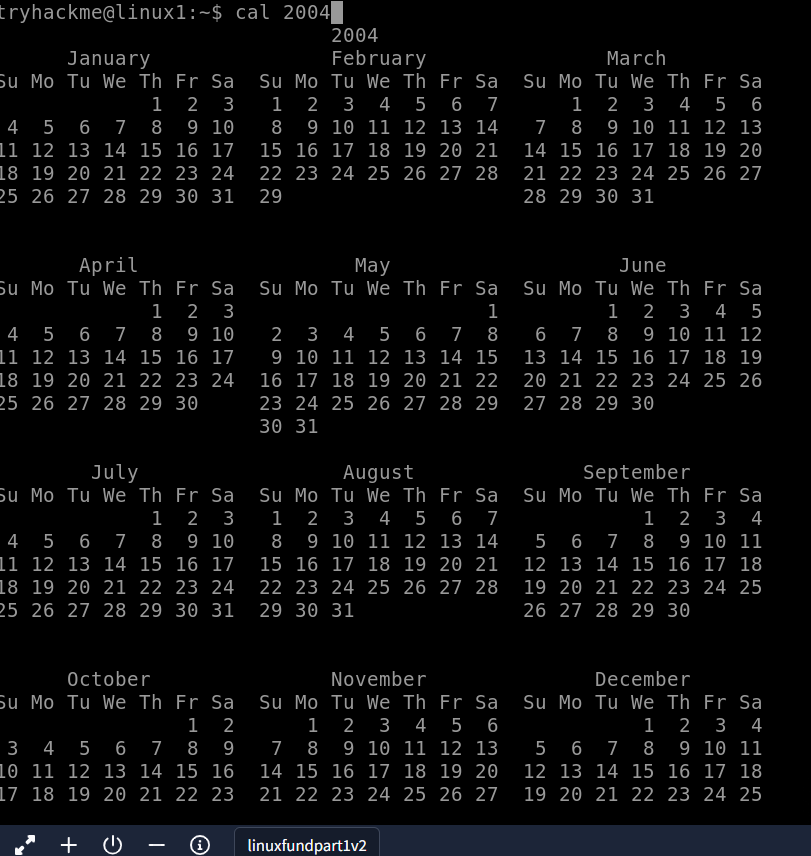 tryhackme@linux1:~$ cal 2004
                            2004
      January               February               March
Su Mo Tu We Th Fr Sa  Su Mo Tu We Th Fr Sa  Su Mo Tu We Th Fr Sa
             1  2  3   1  2  3  4  5  6  7      1  2  3  4  5  6
 4  5  6  7  8  9 10   8  9 10 11 12 13 14   7  8  9 10 11 12 13
11 12 13 14 15 16 17  15 16 17 18 19 20 21  14 15 16 17 18 19 20
18 19 20 21 22 23 24  22 23 24 25 26 27 28  21 22 23 24 25 26 27
25 26 27 28 29 30 31  29                    28 29 30 31
       April                  May                   June
Su Mo Tu We Th Fr Sa  Su Mo Tu We Th Fr Sa  Su Mo Tu We Th Fr Sa
             1  2  3                     1         1  2  3  4  5
 4  5  6  7  8  9 10   2  3  4  5  6  7  8   6  7  8  9 10 11 12
11 12 13 14 15 16 17   9 10 11 12 13 14 15  13 14 15 16 17 18 19
18 19 20 21 22 23 24  16 17 18 19 20 21 22  20 21 22 23 24 25 26
25 26 27 28 29 30     23 24 25 26 27 28 29  27 28 29 30
                      30 31
        July                 August              September
Su Mo Tu We Th Fr Sa  Su Mo Tu We Th Fr Sa  Su Mo Tu We Th Fr Sa
             1  2  3   1  2  3  4  5  6  7            1  2  3  4
 4  5  6  7  8  9 10   8  9 10 11 12 13 14   5  6  7  8  9 10 11
11 12 13 14 15 16 17  15 16 17 18 19 20 21  12 13 14 15 16 17 18
18 19 20 21 22 23 24  22 23 24 25 26 27 28  19 20 21 22 23 24 25
25 26 27 28 29 30 31  29 30 31              26 27 28 29 30
      October               November              December
Su Mo Tu We Th Fr Sa  Su Mo Tu We Th Fr Sa  Su Mo Tu We Th Fr Sa
                1  2      1  2  3  4  5  6            1  2  3  4
 3  4  5  6  7  8  9   7  8  9 10 11 12 13   5  6  7  8  9 10 11
10 11 12 13 14 15 16  14 15 16 17 18 19 20  12 13 14 15 16 17 18
17 18 19 20 21 22 23  21 22 23 24 25 26 27  19 20 21 22 23 24 25
linuxfundpart1v2